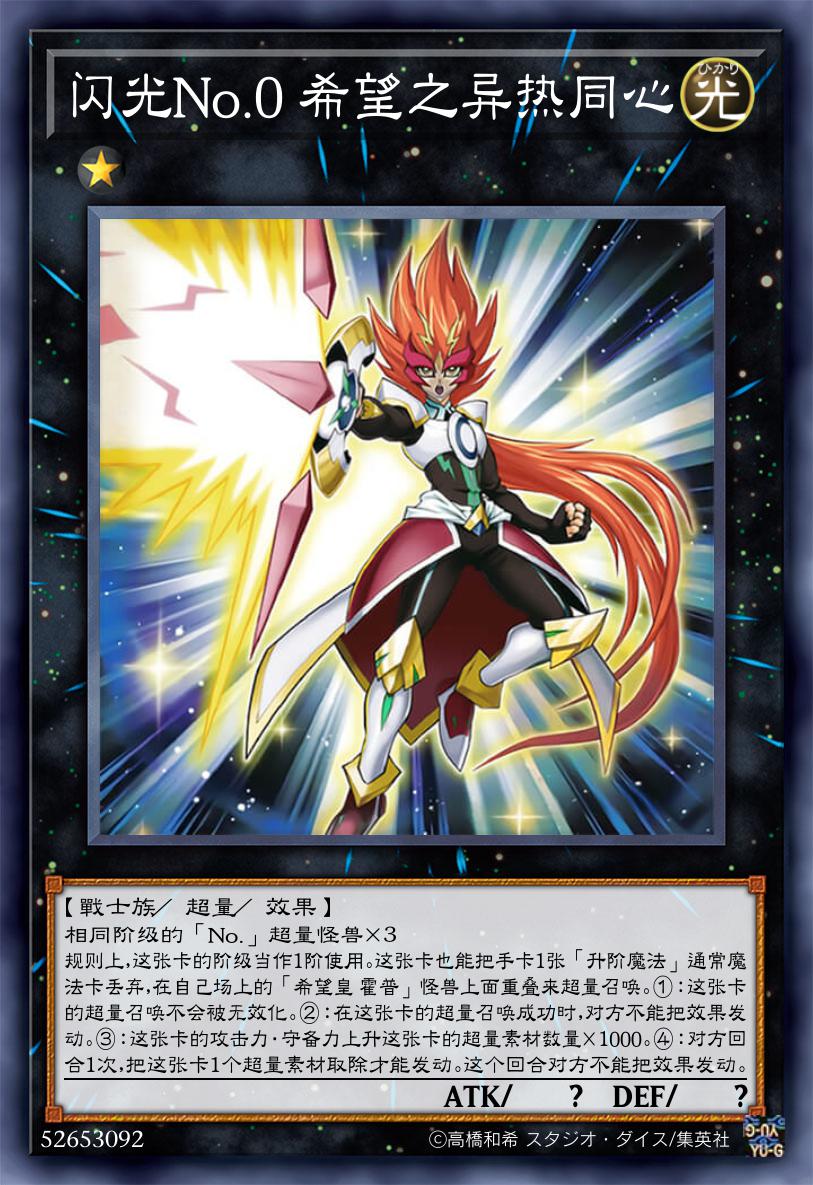 闪光No.0 希望之异热同心
ひかり
光
【戰士族／ 超量／ 效果】
相同阶级的「No.」超量怪兽×3
规则上,这张卡的阶级当作1阶使用。这张卡也能把手卡1张「升阶魔法」通常魔
法卡丢弃,在自己场上的「希望皇 霍普」怪兽上面重叠来超量召唤。①：这张卡
的超量召唤不会被无效化。②：在这张卡的超量召唤成功时,对方不能把效果发
动。③：这张卡的攻击力·守备力上升这张卡的超量素材数量×1000。④：对方回
合1次,把这张卡1个超量素材取除才能发动。这个回合对方不能把效果发动。
ATK/ ? DEF/ ?
52653092
©高橋和希 スタジオ・ダイス/集英社
YU-G
YU-G